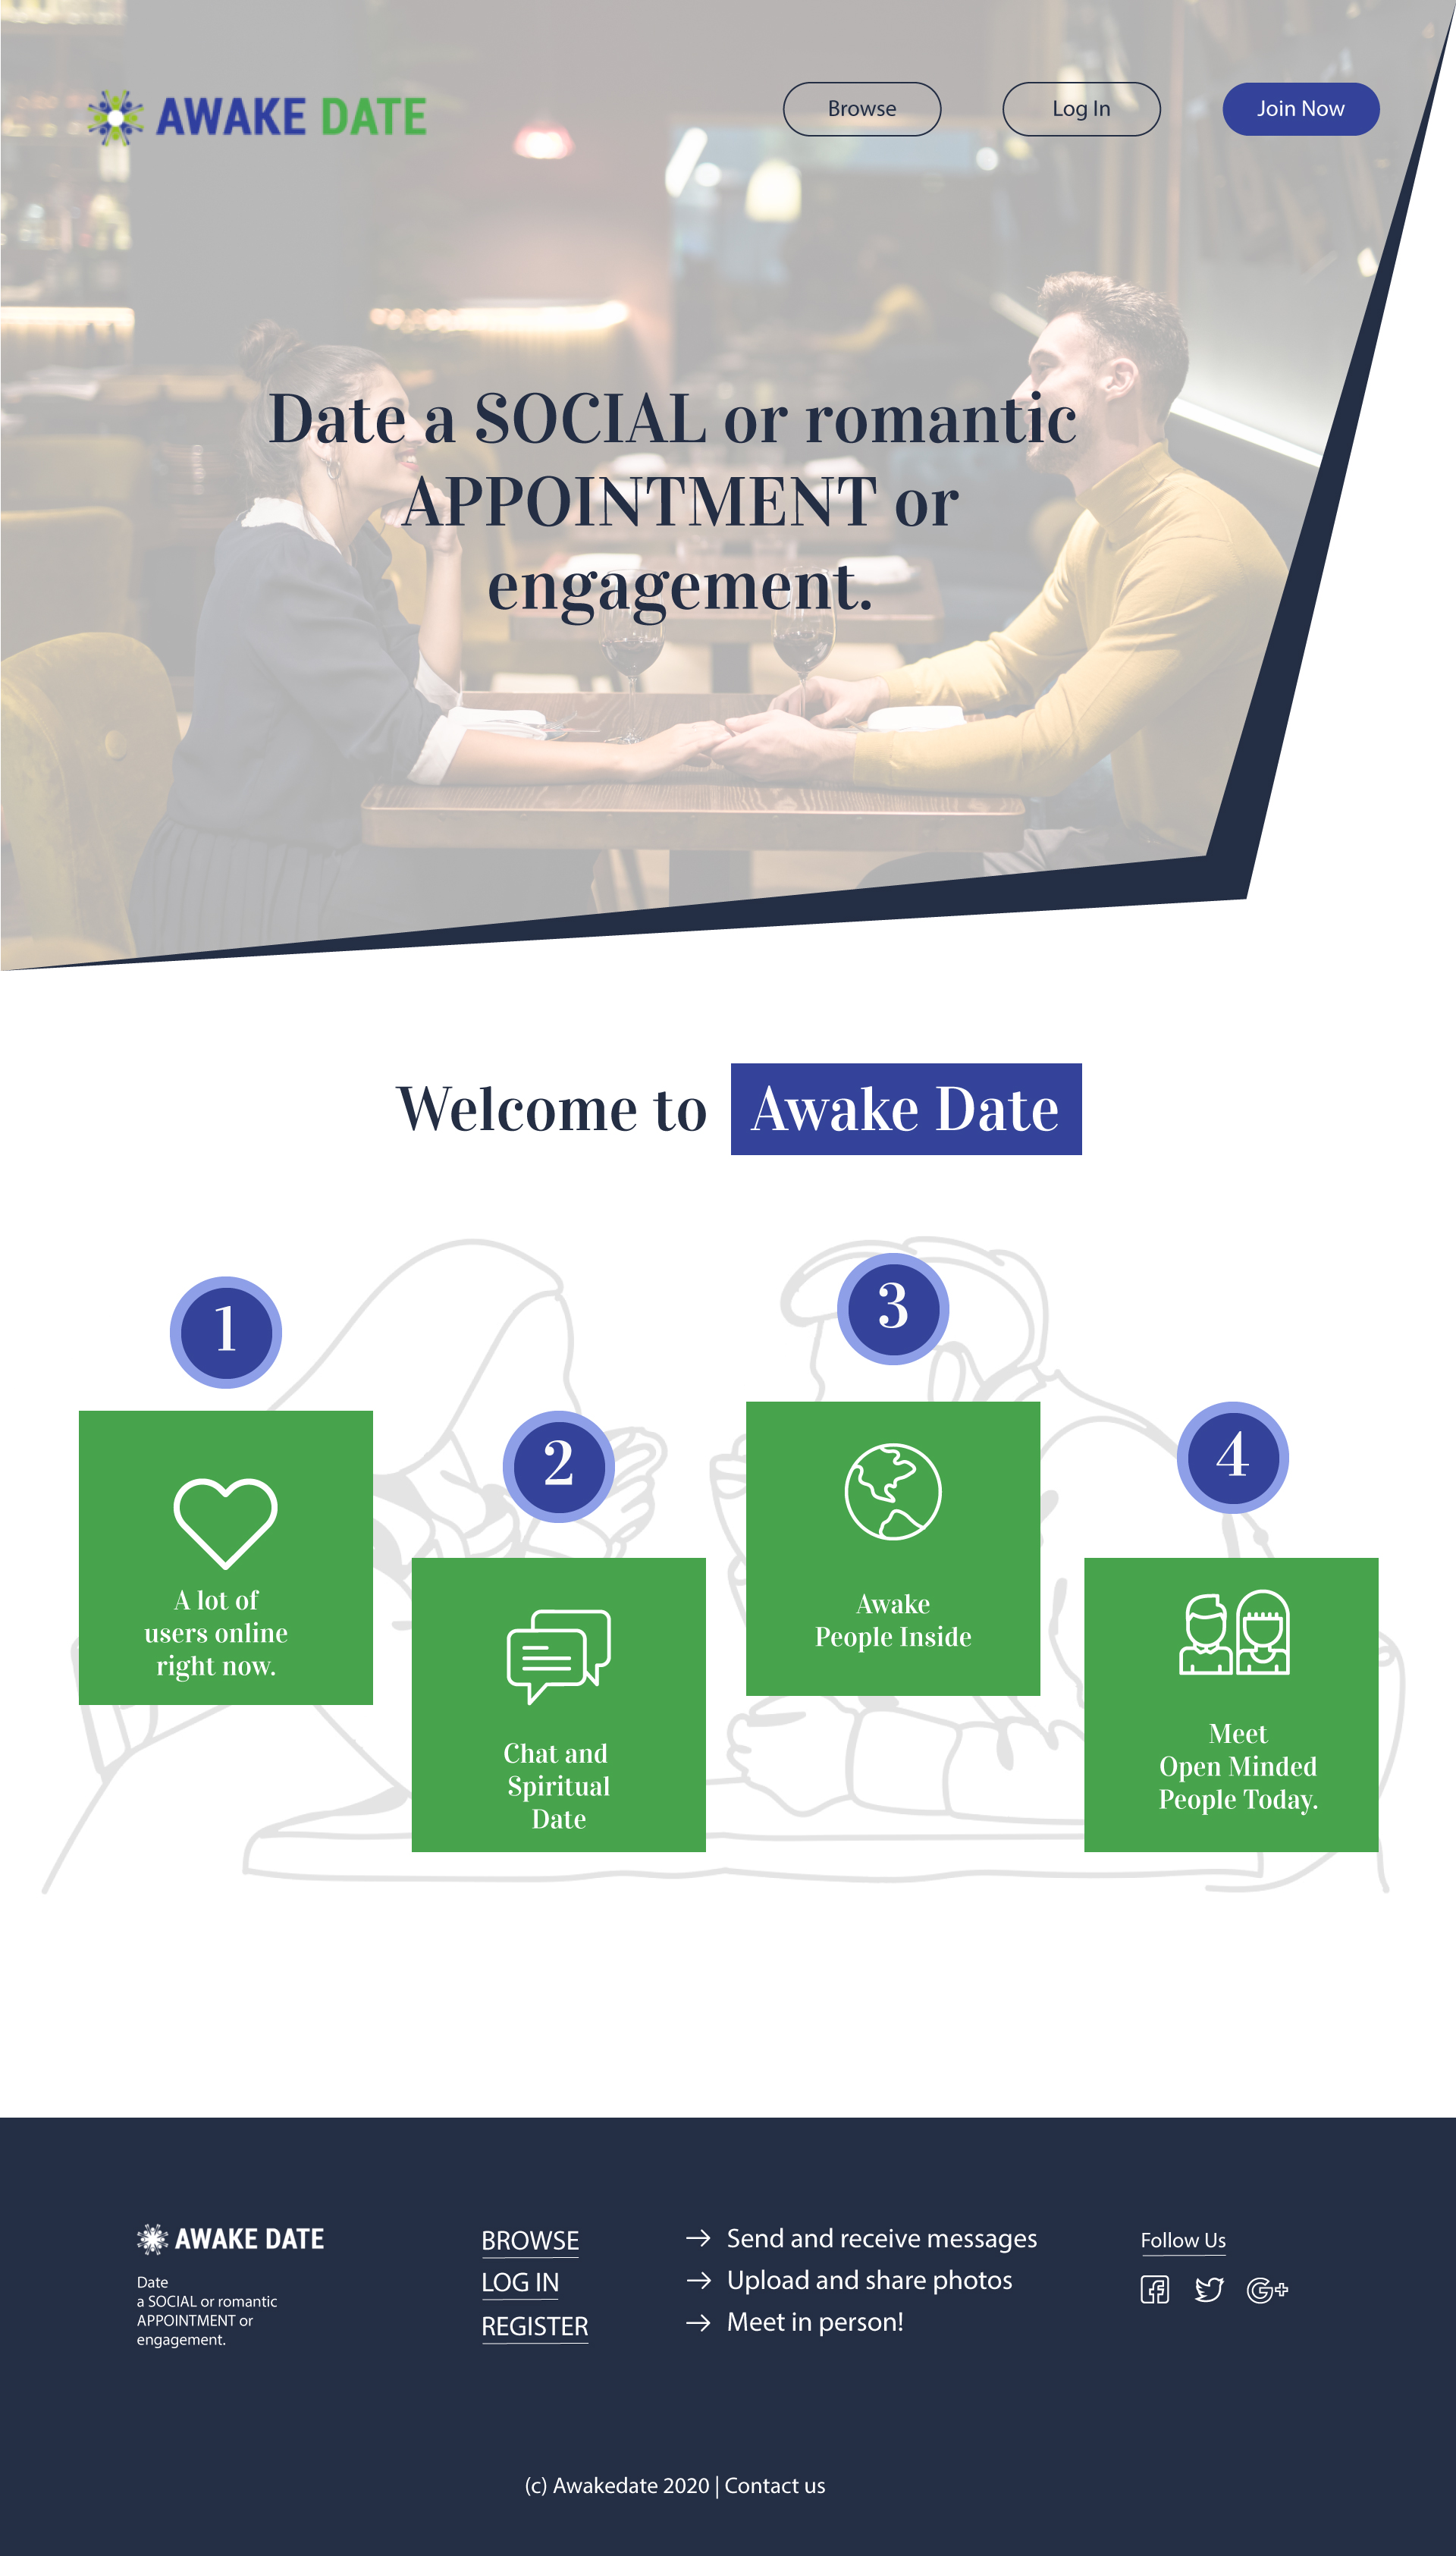 AWAKE DATE
Browse
Log In
Join Now
Date a SOCIAL or romantic
APPOINTMENT or
engagement.
Welcome to Awake Date
1
A lot of
users online
right now.
2
Chat and
Spiritual
Date
3
Awake
People Inside
4
Meet
Open Minded
People Today.
AWAKE DATE
Date
a SOCIAL or romantic
APPOINTMENT or
engagement.
BROWSE
LOG IN
REGISTER
Send and receive messages
Upload and share photos
Meet in person!
Follow Us
(c) Awakedate 2020 | Contact us